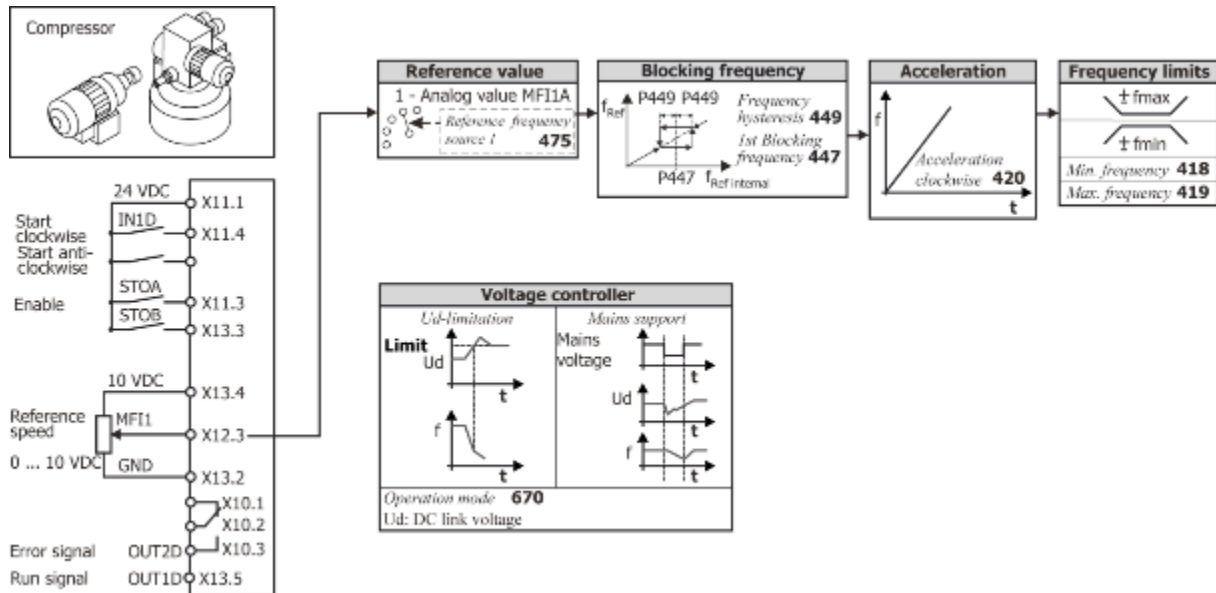 Compressor
24 VDC
X11.1
Start
clockwise
IN1D
X11.4
Start anti-
clockwise
Enable
STOA
X11.3
STOB
X13.3
10 VDC
X13.4
Reference
speed
MFI1
X12.3
0 ... 10 VDC
GND
X13.2
X10.1
X10.2
Error signal
OUT2D
X10.3
Run signal
OUT1D
X13.5
Reference value
1 - Analog value MFI1A
Reference frequency
source 1 475
Blocking frequency
fRef
P449 P449
P447
fRef internal
Frequency
hysteresis 449
1st Blocking
frequency 447
Acceleration
f
Acceleration
clockwise 420
t
Frequency limits
± fmax
± fmin
Min. frequency 418
Max. frequency 419
Voltage controller
Ud-limitation
Limit
Ud
t
f
t
Mains support
Mains
voltage
t
Ud
t
f
t
Operation mode 670
Ud: DC link voltage